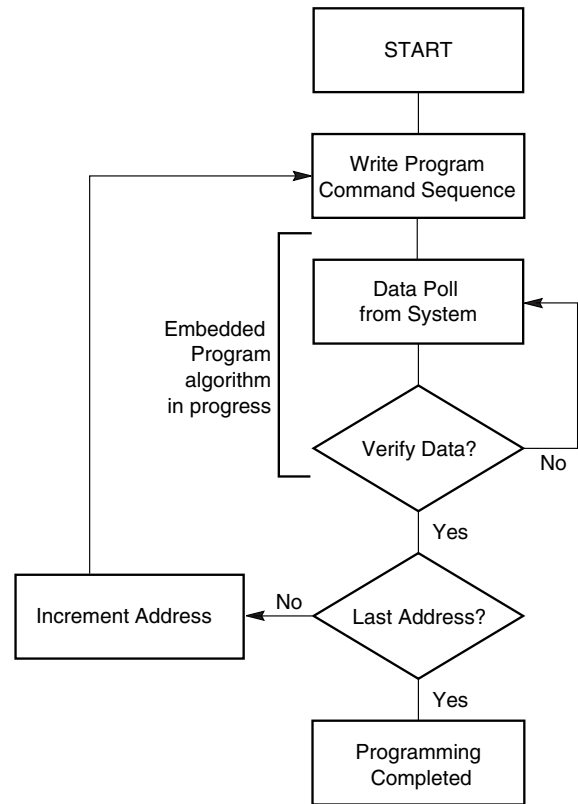 START
Write Program
Command Sequence
Data Poll
from System
Embedded
Program
algorithm
in progress
Verify Data?
No
Yes
Last Address?
No
Increment Address
Yes
Programming
Completed